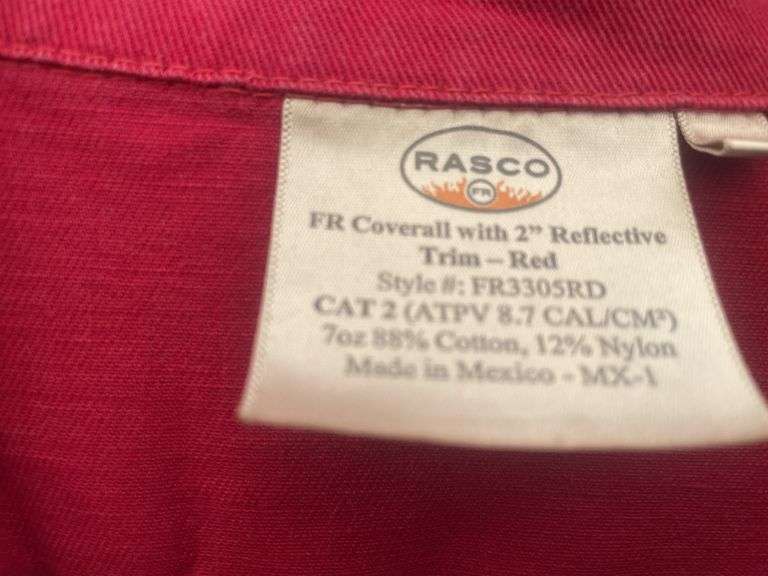 RASCO
FR
FR Coverall with 2” Reflective
Trim – Red
Style #: FR3305RD
CAT 2 (ATPV 8.7 CAL/CM²)
7oz 88% Cotton, 12% Nylon
Made in Mexico - MX-1